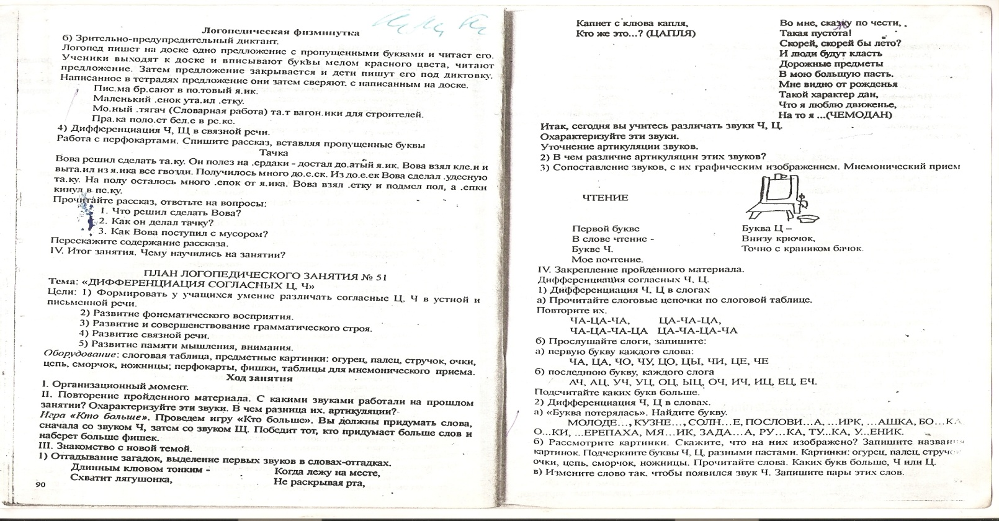 Логопедическая физминутка
б) Зрительно-предупредительный диктант.
Логопед пишет на доске одно предложение с пропущенными буквами и читает его.
Ученики выходят к доске и вписывают буквы мелом красного цвета, читают
предложение. Затем предложение закрывается и дети пишут его под диктовку.
Написанное в тетрадях предложение они затем сверяют. с написанным на доске.
Пис.ма бр.сают в по.товый я.ик.
Маленький .енок ута.ил .етку.
Мо.ный .тягач (Словарная работа) та.т вагон.ики для строителей.
Пра.ка поло.ет бел.е в ре.ке.
4) Дифференциация Ч, Щ в связной речи.
Работа с перфокартами. Спишите рассказ, вставляя пропущенные буквы
Тачка
Вова решил сделать та.ку. Он полез на .ердаки - достал до.атый я.ик. Вова взял кле.и и
выта.ил из я.ика все гвозди. Получилось много до.е.ек. Из до.е.ек Вова сделал .удесную
та.ку. На полу осталось много .епок от я.ика. Вова взял .етку и подмел пол, а .епки
кинул в пе.ку.
Прочитайте рассказ, ответьте на вопросы:
1. Что решил сделать Вова?
2. Как он делал тачку?
3. Как Вова поступил с мусором?
Перескажите содержание рассказа.
IV. Итог занятия. Чему научились на занятии?
ПЛАН ЛОГОПЕДИЧЕСКОГО ЗАНЯТИЯ № 51
Тема: «ДИФФЕРЕНЦИАЦИЯ СОГЛАСНЫХ Ц, Ч»
Цели: 1) Формировать у учащихся умение различать согласные Ц, Ч в устной и
письменной речи.
2) Развитие фонематического восприятия.
3) Развитие и совершенствование грамматического строя.
4) Развитие связной речи.
5) Развитие памяти мышления, внимания.
Оборудование: слоговая таблица, предметные картинки: огурец, палец, стручок, очки,
цепь, сморчок, ножницы; перфокарты, фишки, таблицы для мнемонического приема.
Ход занятия
I. Организационный момент.
II. Повторение пройденного материала. С какими звуками работали на прошлом
занятии? Охарактеризуйте эти звуки. В чем разница их. артикуляции?
Игра «Кто больше». Проведем игру «Кто больше». Вы должны придумать слова,
сначала со звуком Ч, затем со звуком Щ. Победит тот, кто придумает больше слов и
наберет больше фишек.
III. Знакомство с новой темой.
1) Отгадывание загадок, выделение первых звуков в словах-отгадках.
Длинным клювом тонким -
Схватит лягушонка,
Когда лежу на месте,
Не раскрывая рта,
90
Капнет с клюва капля,
Кто же это...? (ЦАПЛЯ)
Во мне, скажу по чести,
Такая пустота!
Скорей, скорей бы лето?
И люди будут класть
Дорожные предметы
В мою большую пасть.
Мне видно от рожденья
Такой характер дан,
Что я люблю движенье,
На то я ...(ЧЕМОДАН)
Итак, сегодня вы учитесь различать звуки Ч, Ц.
Охарактеризуйте эти звуки.
Уточнение артикуляции звуков.
2) В чем различие артикуляции этих звуков?
3) Сопоставление звуков, с их графическим изображением. Мнемонический прием
ЧТЕНИЕ
Первой букве
В слове чтение -
Букве Ч.
Мое почтение.
Буква Ц –
Внизу крючок,
Точно с краником бачок.
IV. Закрепление пройденного материала.
Дифференциация согласных Ч, Ц.
1) Дифференциация Ч, Ц в слогах
а) Прочитайте слоговые цепочки по слоговой таблице.
Повторите их.
ЧА-ЦА-ЧА, ЦА-ЧА-ЦА,
ЧА-ЦА-ЧА-ЦА ЦА-ЧА-ЦА-ЧА
б) Прослушайте слоги, запишите:
а) первую букву каждого слова:
ЧА, ЦА, ЧО, ЧУ, ЦО, ЦЫ, ЧИ, ЦЕ, ЧЕ
б) последнюю букву, каждого слога
АЧ, АЦ, УЧ, УЦ, ОЦ, ЫЦ, ОЧ, ИЧ, ИЦ, ЕЦ, ЕЧ.
Подсчитайте каких букв больше.
2) Дифференциация Ч, Ц в словах.
а) «Буква потерялась». Найдите букву.
МОЛОДЕ..., КУЗНЕ..., СОЛН...Е, ПОСЛОВИ...А, ...ИРК, ...АШКА, БО...КА
О...КИ, ...ЕРЕПАХА, МЯ...ИК, ЗАДА...А, РУ...КА, ТУ...КА, У...ЕНИК.
б) Рассмотрите картинки. Скажите, что на них изображено? Запишите названия
картинок. Подчеркните буквы Ч, Ц, разными пастами. Картинки: огурец, палец, стручок
очки, цепь, сморчок, ножницы. Прочитайте слова. Каких букв больше, Ч или Ц.
в) Измените слово так, чтобы появился звук Ч. Запишите пары этих слов.